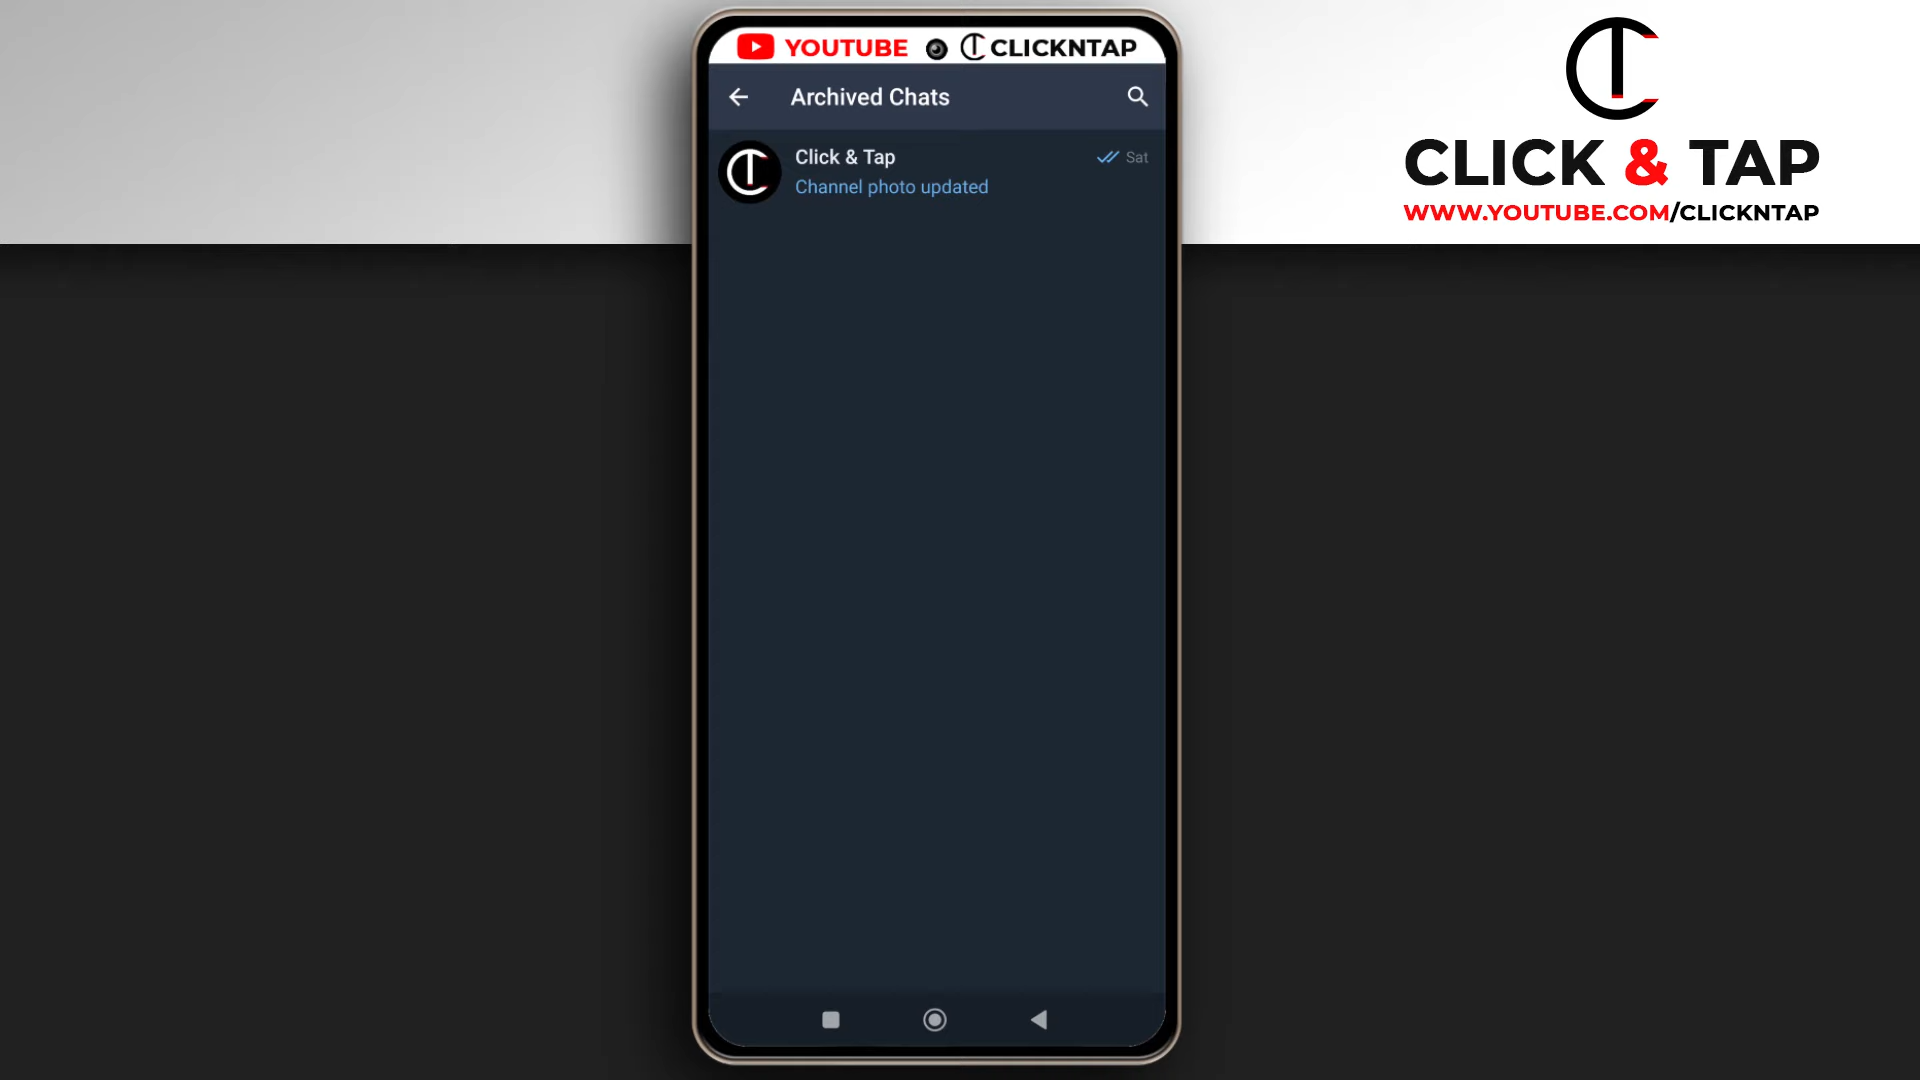 YOUTUBE CLICKNTAP
Archived Chats
Click & Tap Sat
Channel photo updated
CLICK & TAP
WWW.YOUTUBE.COM/CLICKNTAP